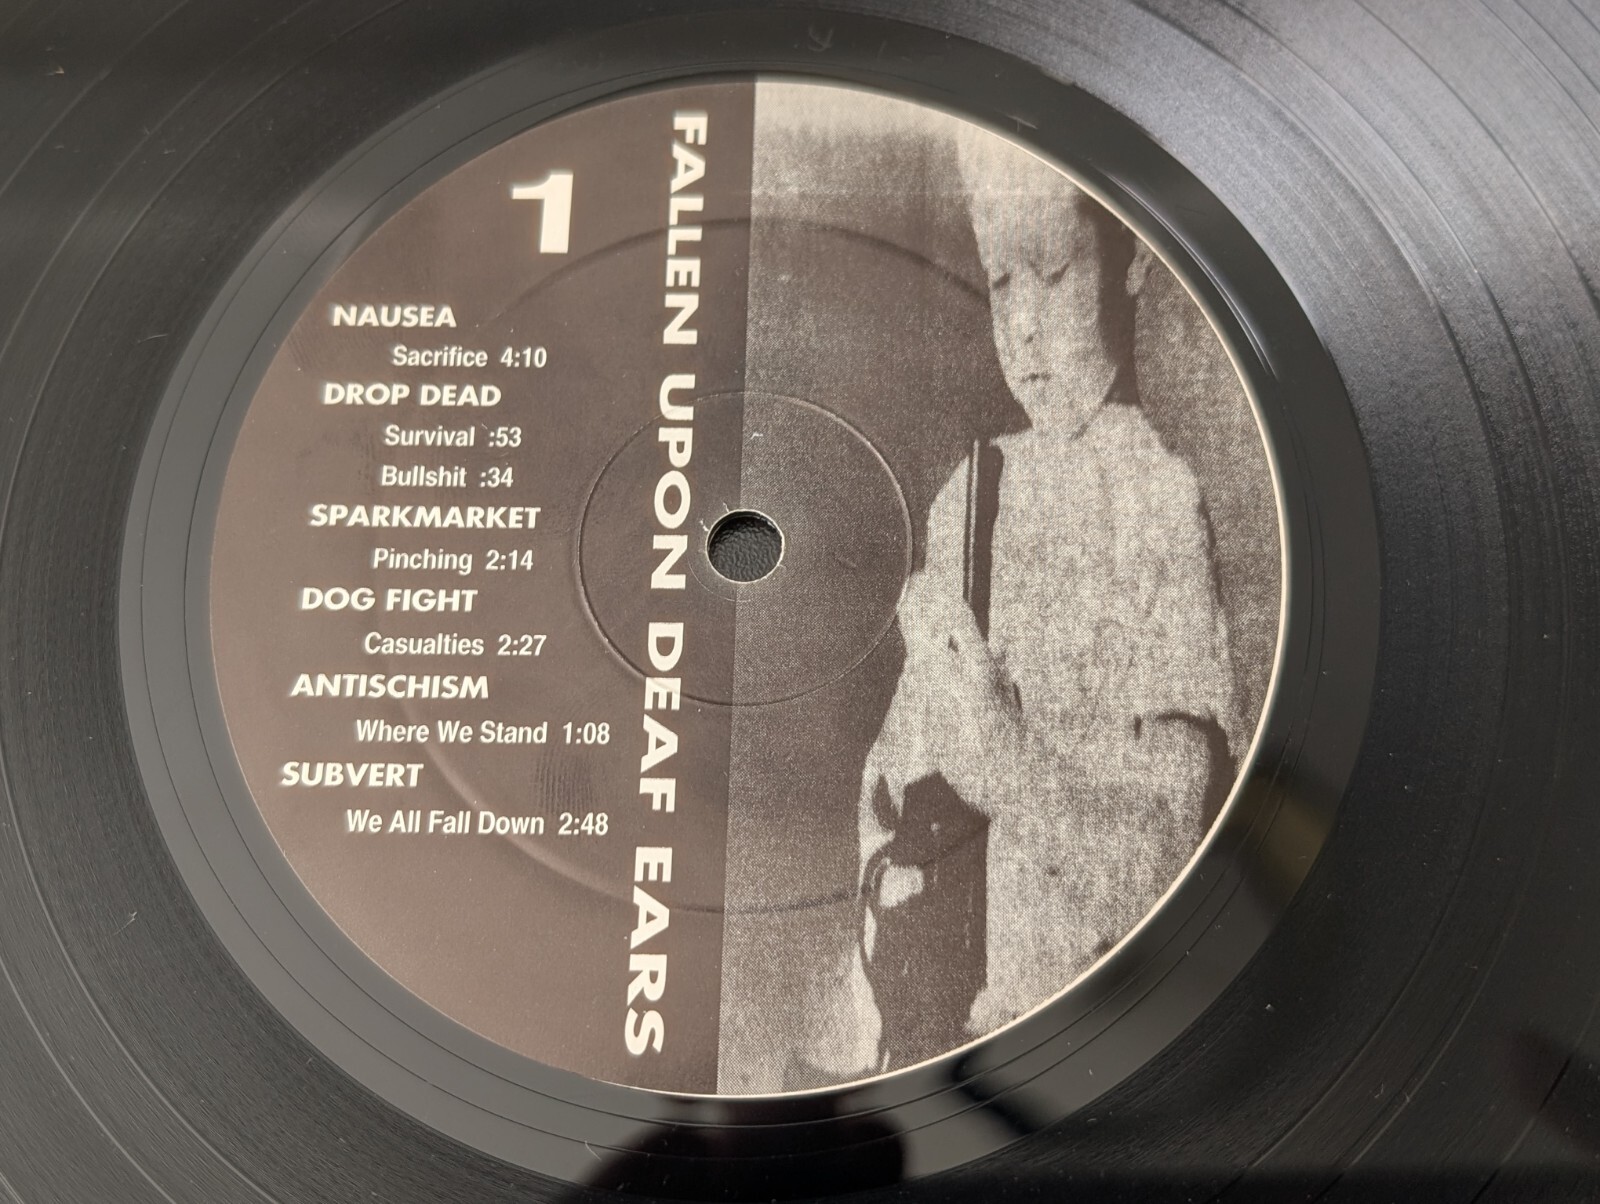 1
FALLEN UPON DEAF EARS
NAUSEA
Sacrifice 4:10
DROP DEAD
Survival :53
Bullshit :34
SPARKMARKET
Pinching 2:14
DOG FIGHT
Casualties 2:27
ANTISCHISM
Where We Stand 1:08
SUBVERT
We All Fall Down 2:48